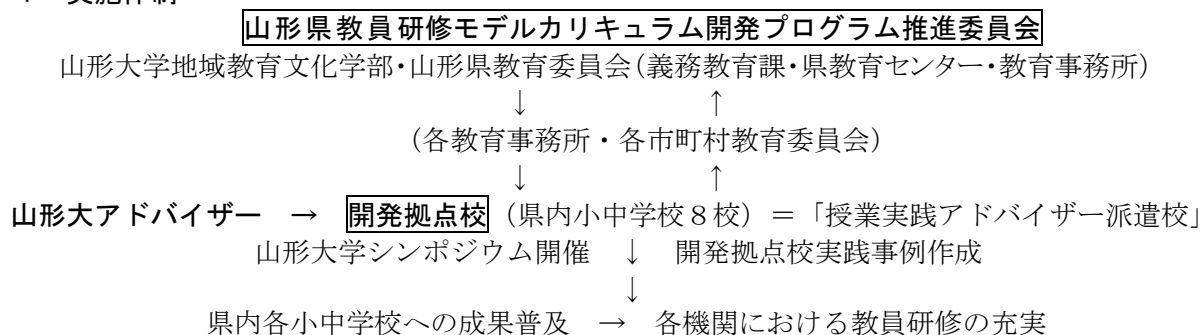 山形県教員研修モデルカリキュラム開発プログラム推進委員会
山形大学地域教育文化学部・山形県教育委員会(義務教育課・県教育センター・教育事務所)
↓ ↑
(各教育事務所・各市町村教育委員会)
↓ ↑
山形大アドバイザー → 開発拠点校(県内小中学校8校)=「授業実践アドバイザー派遣校」
山形大学シンポジウム開催 ↓ 開発拠点校実践事例作成
↓
県内各小中学校への成果普及 → 各機関における教員研修の充実